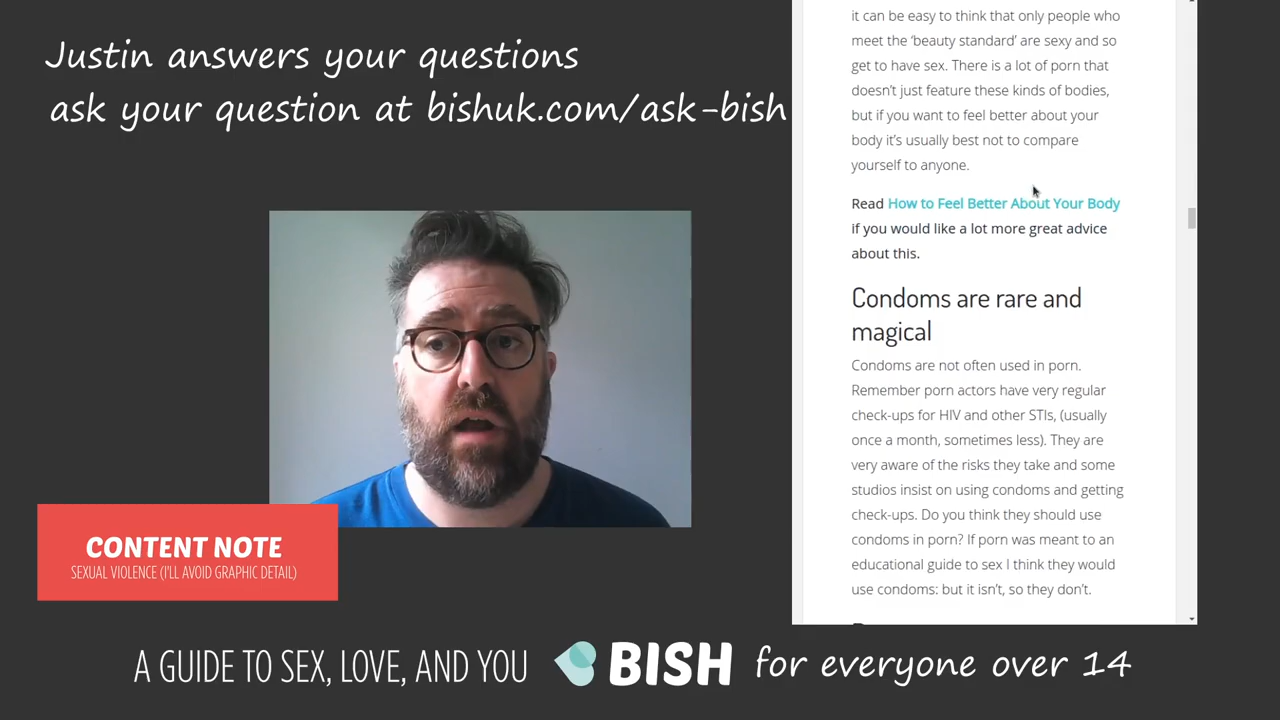 Justin answers your questions
ask your question at bishuk.com/ask-bish
it can be easy to think that only people who
meet the ‘beauty standard’ are sexy and so
get to have sex. There is a lot of porn that
doesn’t just feature these kinds of bodies,
but if you want to feel better about your
body it’s usually best not to compare
yourself to anyone.
Read How to Feel Better About Your Body
if you would like a lot more great advice
about this.
Condoms are rare and
magical
Condoms are not often used in porn.
Remember porn actors have very regular
check-ups for HIV and other STIs, (usually
once a month, sometimes less). They are
very aware of the risks they take and some
studios insist on using condoms and getting
check-ups. Do you think they should use
condoms in porn? If porn was meant to an
educational guide to sex I think they would
use condoms: but it isn’t, so they don’t.
CONTENT NOTE
SEXUAL VIOLENCE (I'LL AVOID GRAPHIC DETAIL)
A GUIDE TO SEX, LOVE, AND YOU BISH for everyone over 14